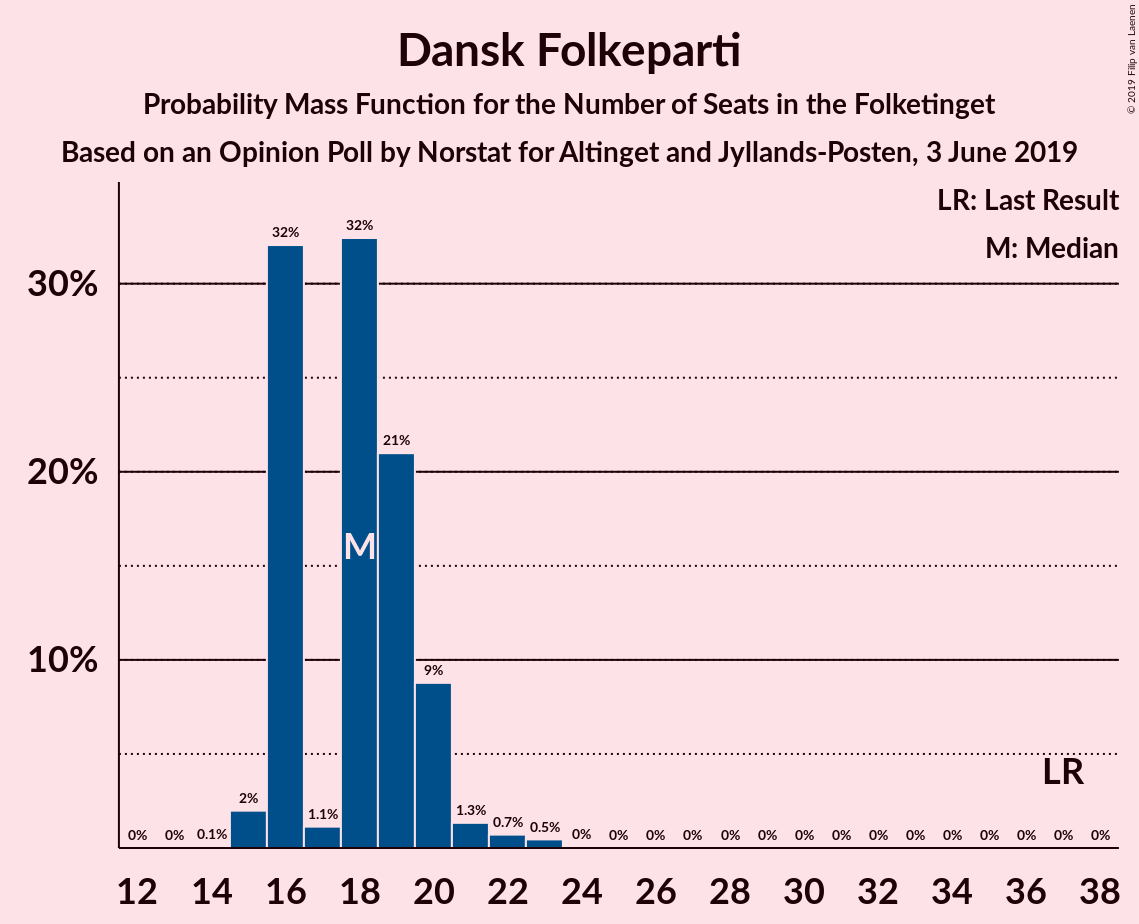 Dansk Folkeparti
Probability Mass Function for the Number of Seats in the Folketinget
Based on an Opinion Poll by Norstat for Altinget and Jyllands-Posten, 3 June 2019
© 2019 Filip van Laenen
LR: Last Result
M: Median
30%
20%
10%
0% 0% 0.1% 2% 32% 1.1% 32% 21% 9% 1.3% 0.7% 0.5% 0% 0% 0% 0% 0% 0% 0% 0% 0% 0% 0% 0% 0% 0% 0%
M
LR
12 14 16 18 20 22 24 26 28 30 32 34 36 38